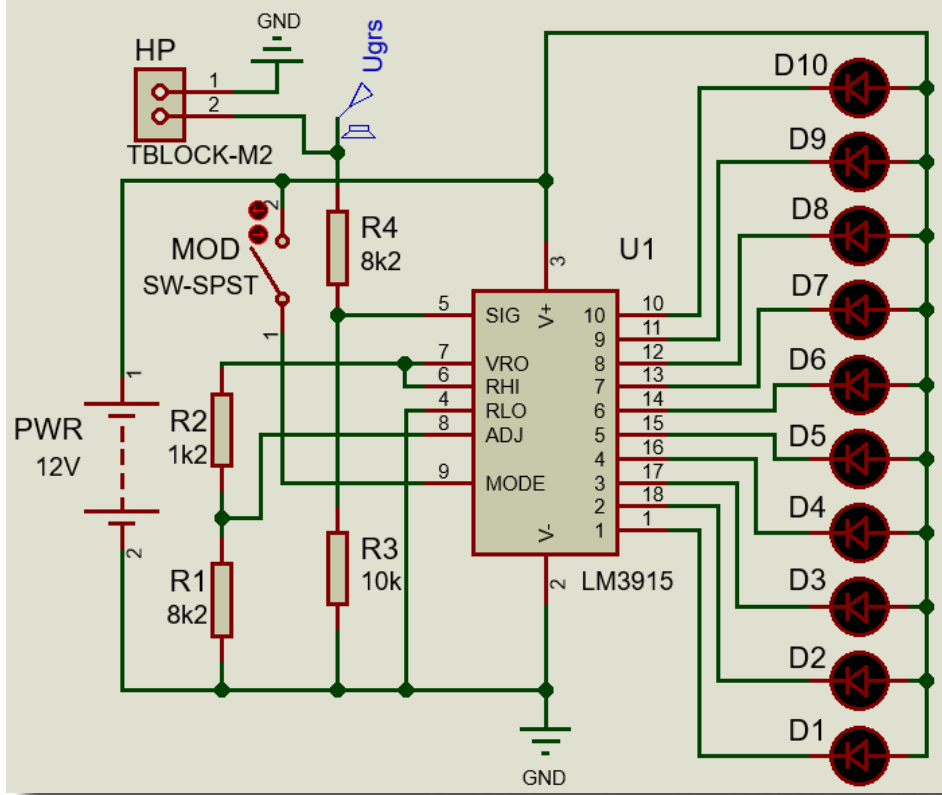 GND
HP
1
2
TBLOCK-M2
Ugrs
2
MOD
SW-SPST
1
R4
8k2
U1
3
5
SIG
V+
7
VRO
6
RHI
4
RLO
8
ADJ
9
MODE
V-
2
LM3915
10
10
9
11
8
12
7
13
6
14
5
15
4
16
3
17
2
18
1
1
D10
D9
D8
D7
D6
D5
D4
D3
D2
D1
1
PWR
12V
2
R2
1k2
R1
8k2
R3
10k
GND